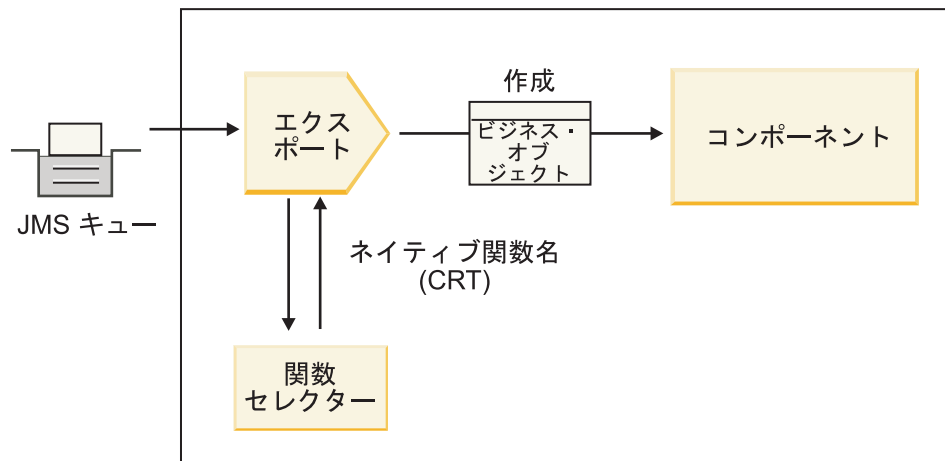 作成
エクス
ポート
ビジネス・
オブ
ジェクト
コンポーネント
JMS キュー
ネイティブ関数名
(CRT)
関数
セレクター